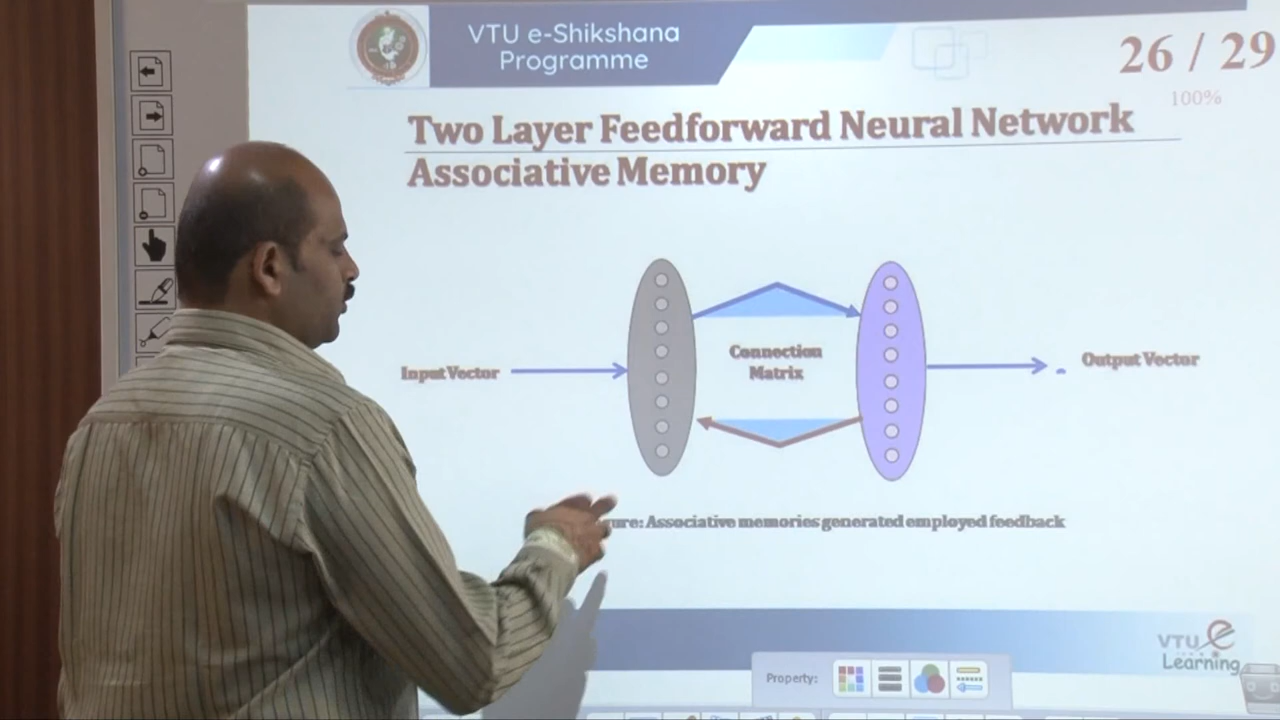 VTU e-Shikshana
Programme
26 / 29
100%
Two Layer Feedforward Neural Network
Associative Memory
Input Vector
Connection
Matrix
Output Vector
Associative memories generated employed feedback
VTU e
Learning
Property: